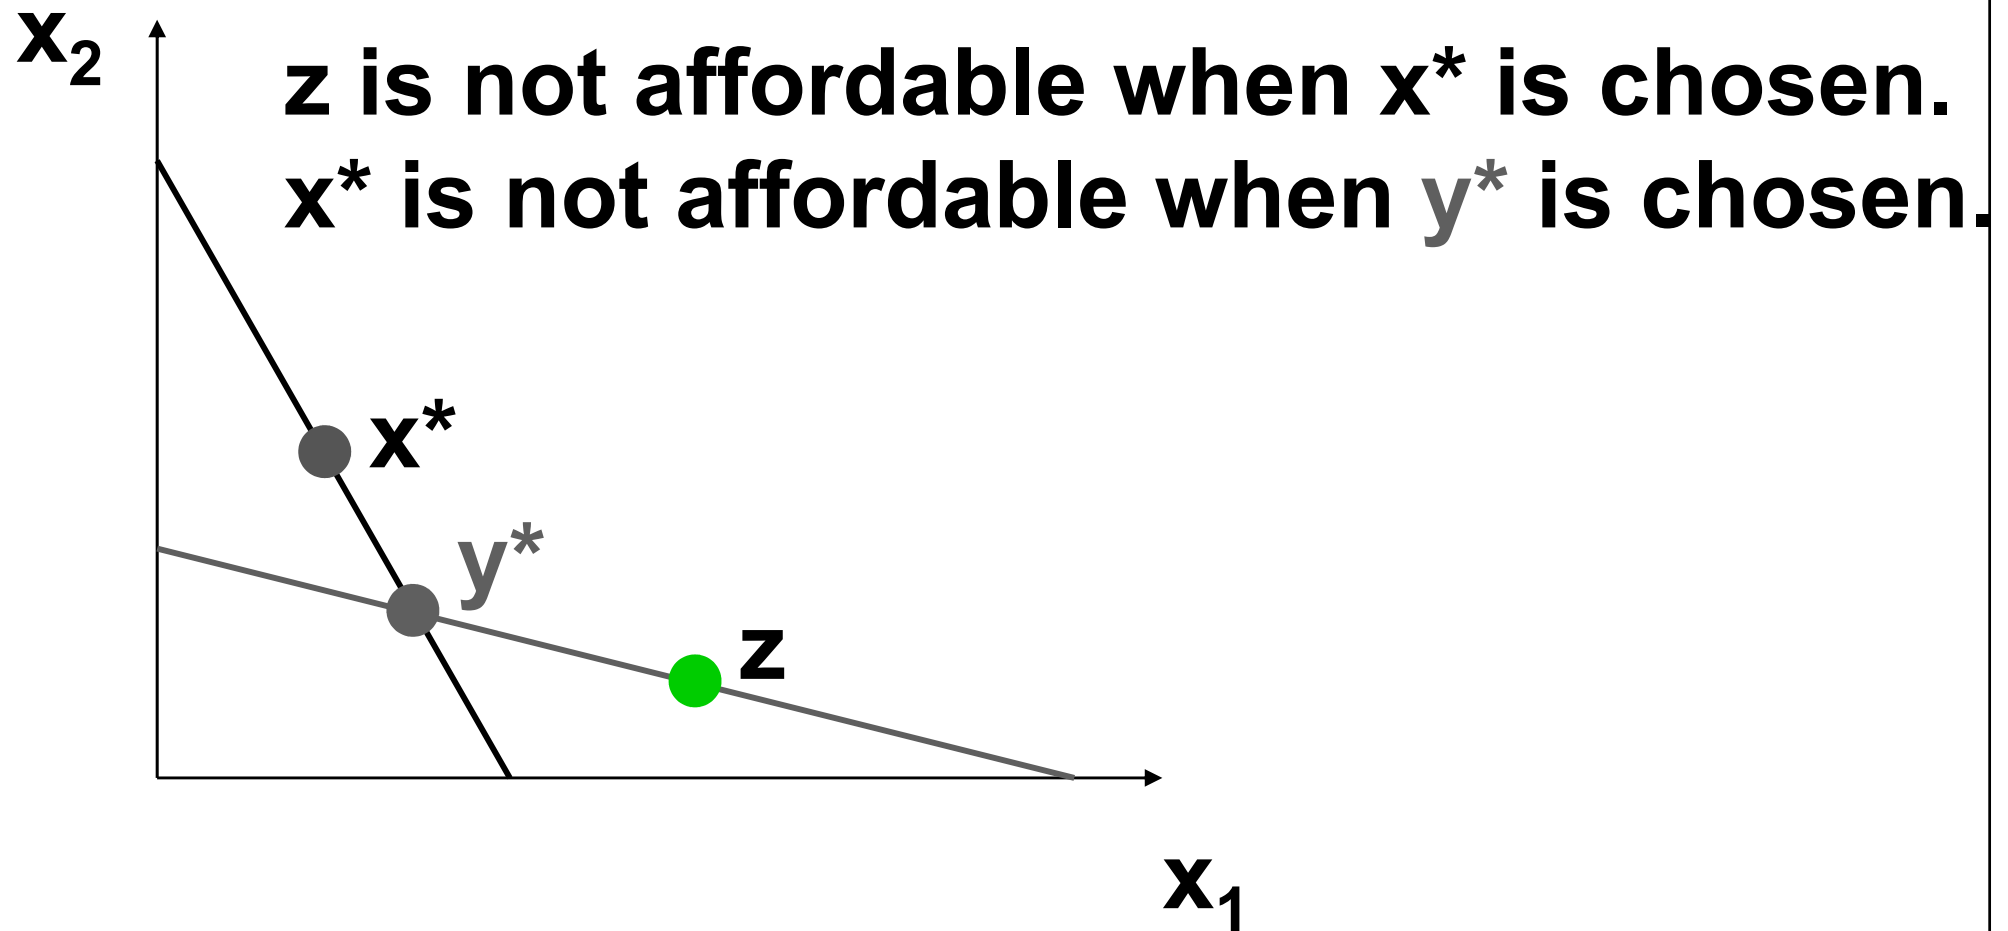 x₂
z is not affordable when x* is chosen.
x* is not affordable when y* is chosen.
x*
y*
z
x₁